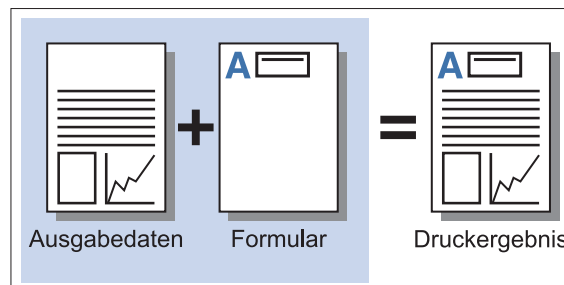 A
A
Ausgabedaten
Formular
Druckergebnis